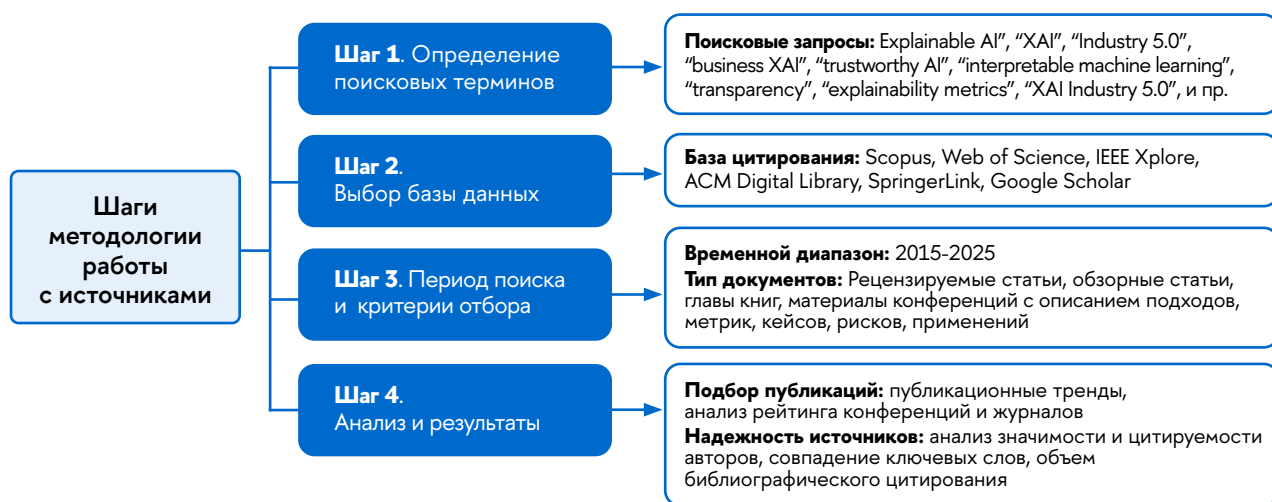 Шаги
методологии
работы
с источниками
Шаг 1. Определение
поисковых терминов
Поисковые запросы: Explainable AI”, “XAI”, “Industry 5.0”,
“business XAI”, “trustworthy AI”, “interpretable machine learning”,
“transparency”, “explainability metrics”, “XAI Industry 5.0”, и пр.
Шаг 2.
Выбор базы данных
База цитирования: Scopus, Web of Science, IEEE Xplore,
ACM Digital Library, SpringerLink, Google Scholar
Шаг 3. Период поиска
и критерии отбора
Временной диапазон: 2015-2025
Тип документов: Рецензируемые статьи, обзорные статьи,
главы книг, материалы конференций с описанием подходов,
метрик, кейсов, рисков, применений
Шаг 4.
Анализ и результаты
Подбор публикаций: публикационные тренды,
анализ рейтинга конференций и журналов
Надежность источников: анализ значимости и цитируемости
авторов, совпадение ключевых слов, объем
библиографического цитирования